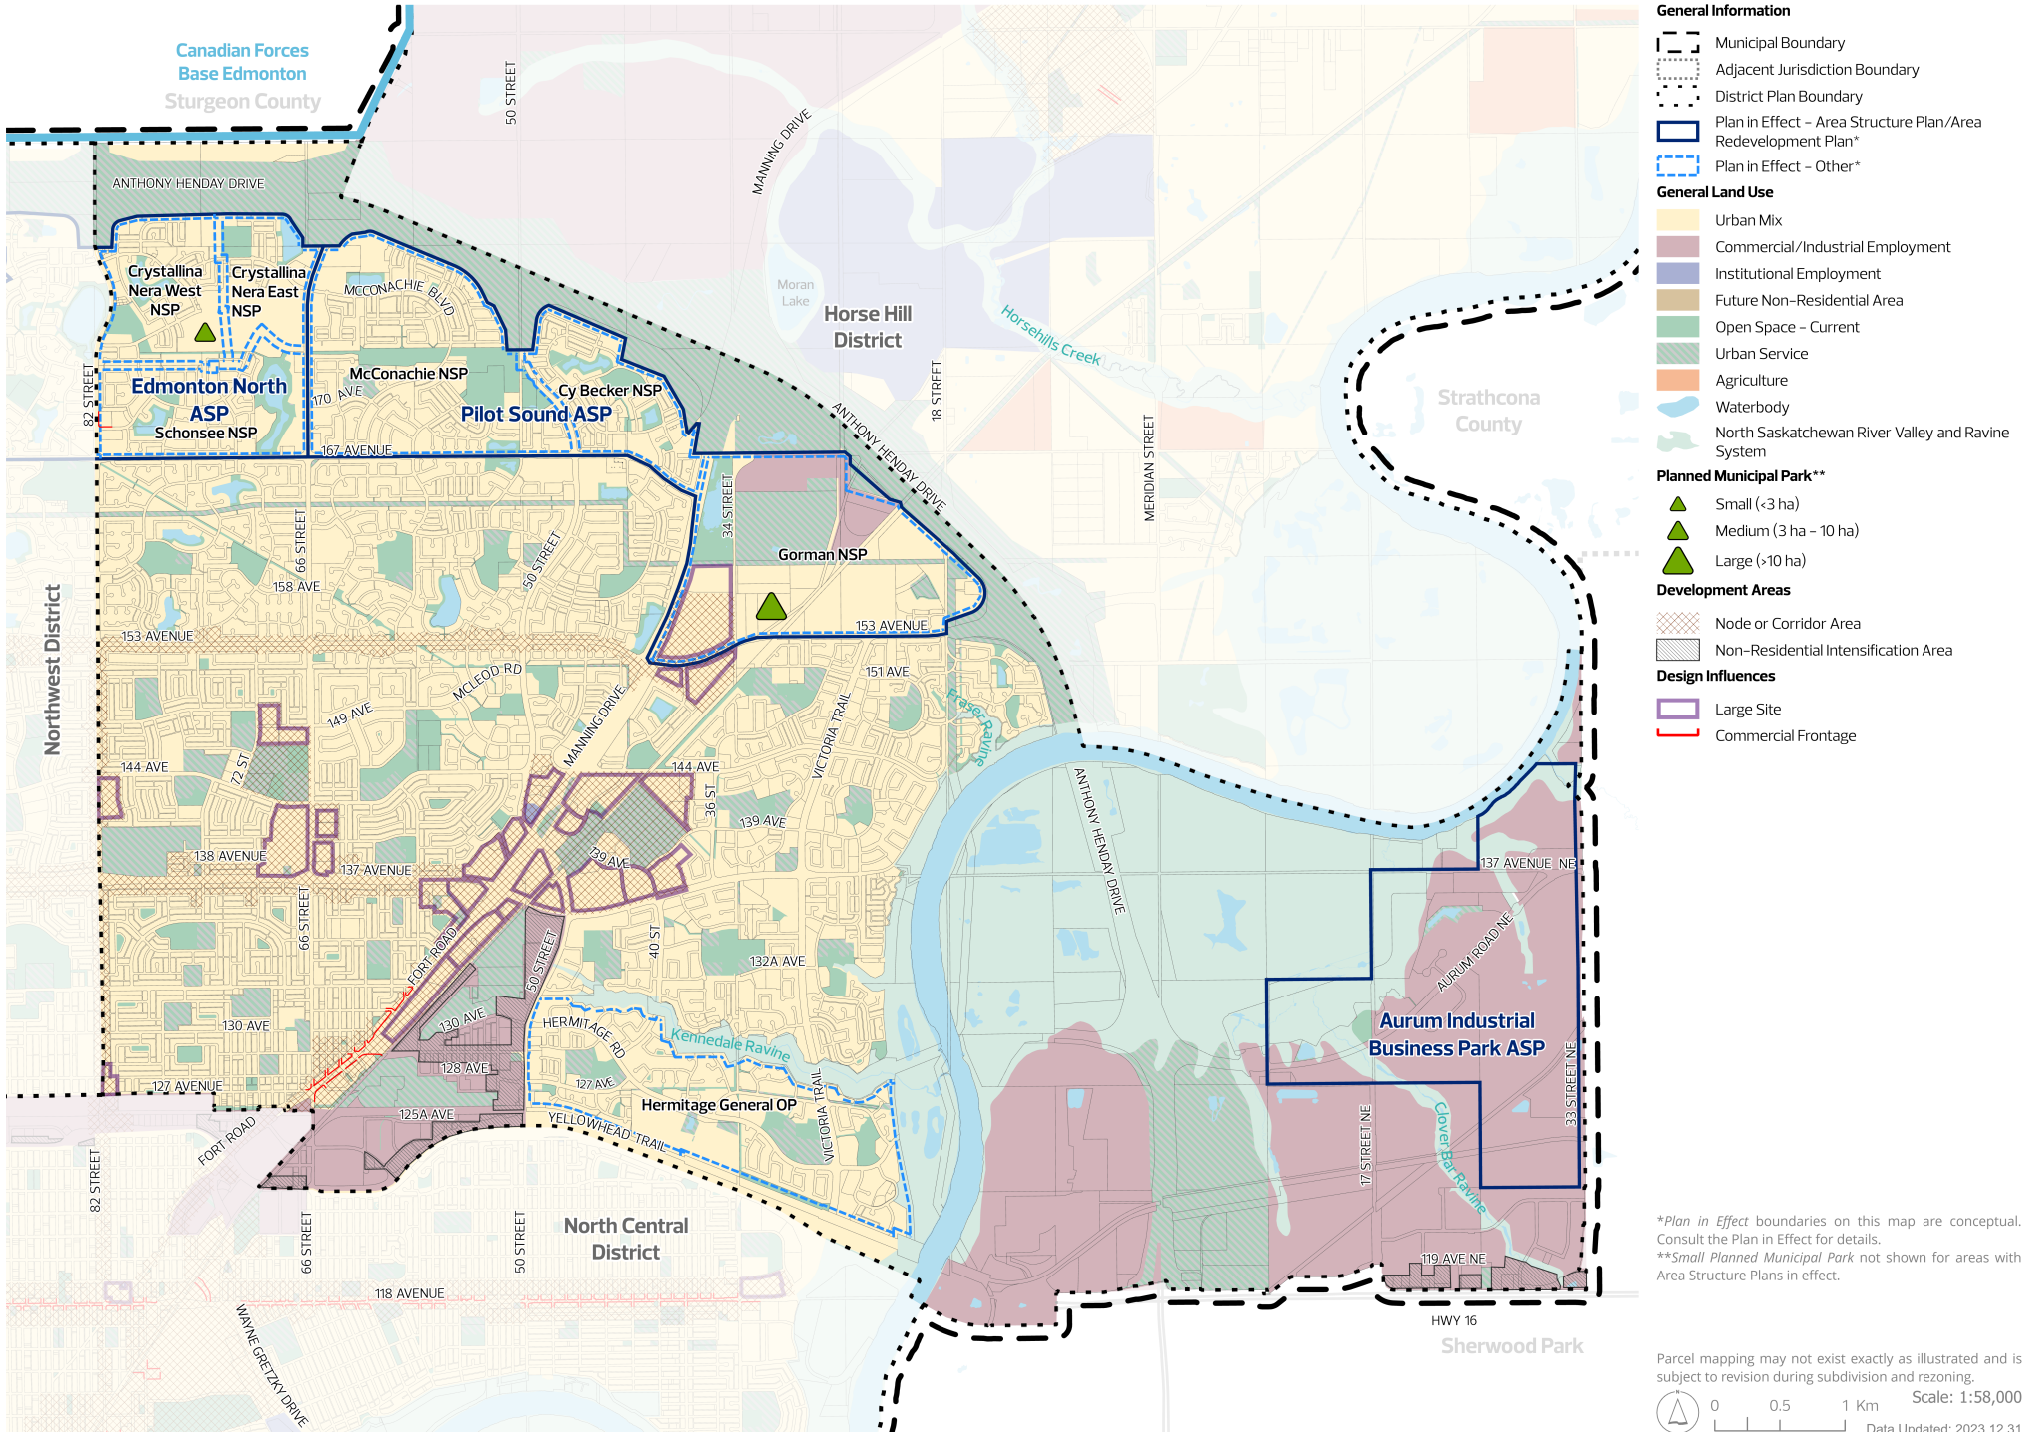 Canadian Forces
Base Edmonton
Sturgeon County
50 STREET
MANNING DRIVE
ANTHONY HENDAY DRIVE
Crystallina
Nera West
NSP
Crystallina
Nera East
NSP
MCCONACHIE BLVD
Moran
Lake
Horse Hill
District
Horsehills Creek
18 STREET
MERIDIAN STREET
Strathcona
County
82 STREET
Edmonton North
ASP
Schonsee NSP
McConachie NSP
170 AVE
Pilot Sound ASP
Cy Becker NSP
167 AVENUE
ANTHONY HENDAY DRIVE
34 STREET
Gorman NSP
66 STREET
50 STREET
158 AVE
153 AVENUE
153 AVENUE
Northwest District
MCLEOD RD
149 AVE
MANNING DRIVE
151 AVE
VICTORIA TRAIL
Fraser Ravine
144 AVE
72 ST
144 AVE
36 ST
139 AVE
139 AVE
138 AVENUE
137 AVENUE
ANTHONY HENDAY DRIVE
137 AVENUE NE
66 STREET
FORT ROAD
50 STREET
40 ST
132A AVE
AURUM ROAD NE
130 AVE
130 AVE
HERMITAGE RD
Kennedale Ravine
Aurum Industrial
Business Park ASP
128 AVE
127 AVENUE
127 AVE
125A AVE
Hermitage General OP
YELLOWHEAD TRAIL
VICTORIA TRAIL
17 STREET NE
33 STREET NE
Clover Bar Ravine
FORT ROAD
82 STREET
66 STREET
50 STREET
North Central
District
118 AVENUE
WAYNE GRETZKY DRIVE
119 AVE NE
HWY 16
Sherwood Park
General Information
Municipal Boundary
Adjacent Jurisdiction Boundary
District Plan Boundary
Plan in Effect – Area Structure Plan/Area
Redevelopment Plan*
Plan in Effect – Other*
General Land Use
Urban Mix
Commercial/Industrial Employment
Institutional Employment
Future Non-Residential Area
Open Space - Current
Urban Service
Agriculture
Waterbody
North Saskatchewan River Valley and Ravine
System
Planned Municipal Park**
Small (<3 ha)
Medium (3 ha – 10 ha)
Large (>10 ha)
Development Areas
Node or Corridor Area
Non-Residential Intensification Area
Design Influences
Large Site
Commercial Frontage
*Plan in Effect boundaries on this map are conceptual.
Consult the Plan in Effect for details.
**Small Planned Municipal Park not shown for areas with
Area Structure Plans in effect.
Parcel mapping may not exist exactly as illustrated and is
subject to revision during subdivision and rezoning.
Scale: 1:58,000
N
0 0.5 1 Km
Data Updated: 2023.12.31